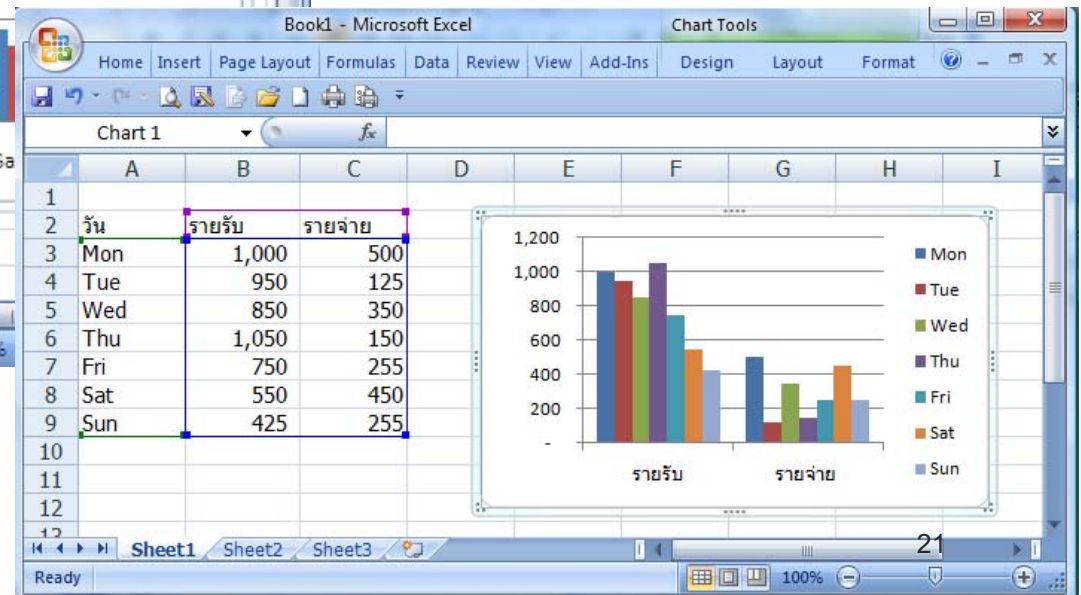 Book1 - Microsoft Excel Chart Tools
Home Insert Page Layout Formulas Data Review View Add-Ins Design Layout Format
Chart 1 fx
A B C D E F G H I
1
2 วัน รายรับ รายจ่าย
3 Mon 1,000 500
4 Tue 950 125
5 Wed 850 350
6 Thu 1,050 150
7 Fri 750 255
8 Sat 550 450
9 Sun 425 255
10
11
12
13
1,200
1,000
800
600
400
200
-
รายรับ รายจ่าย
Mon
Tue
Wed
Thu
Fri
Sat
Sun
Sheet1 Sheet2 Sheet3
21
Ready 100%